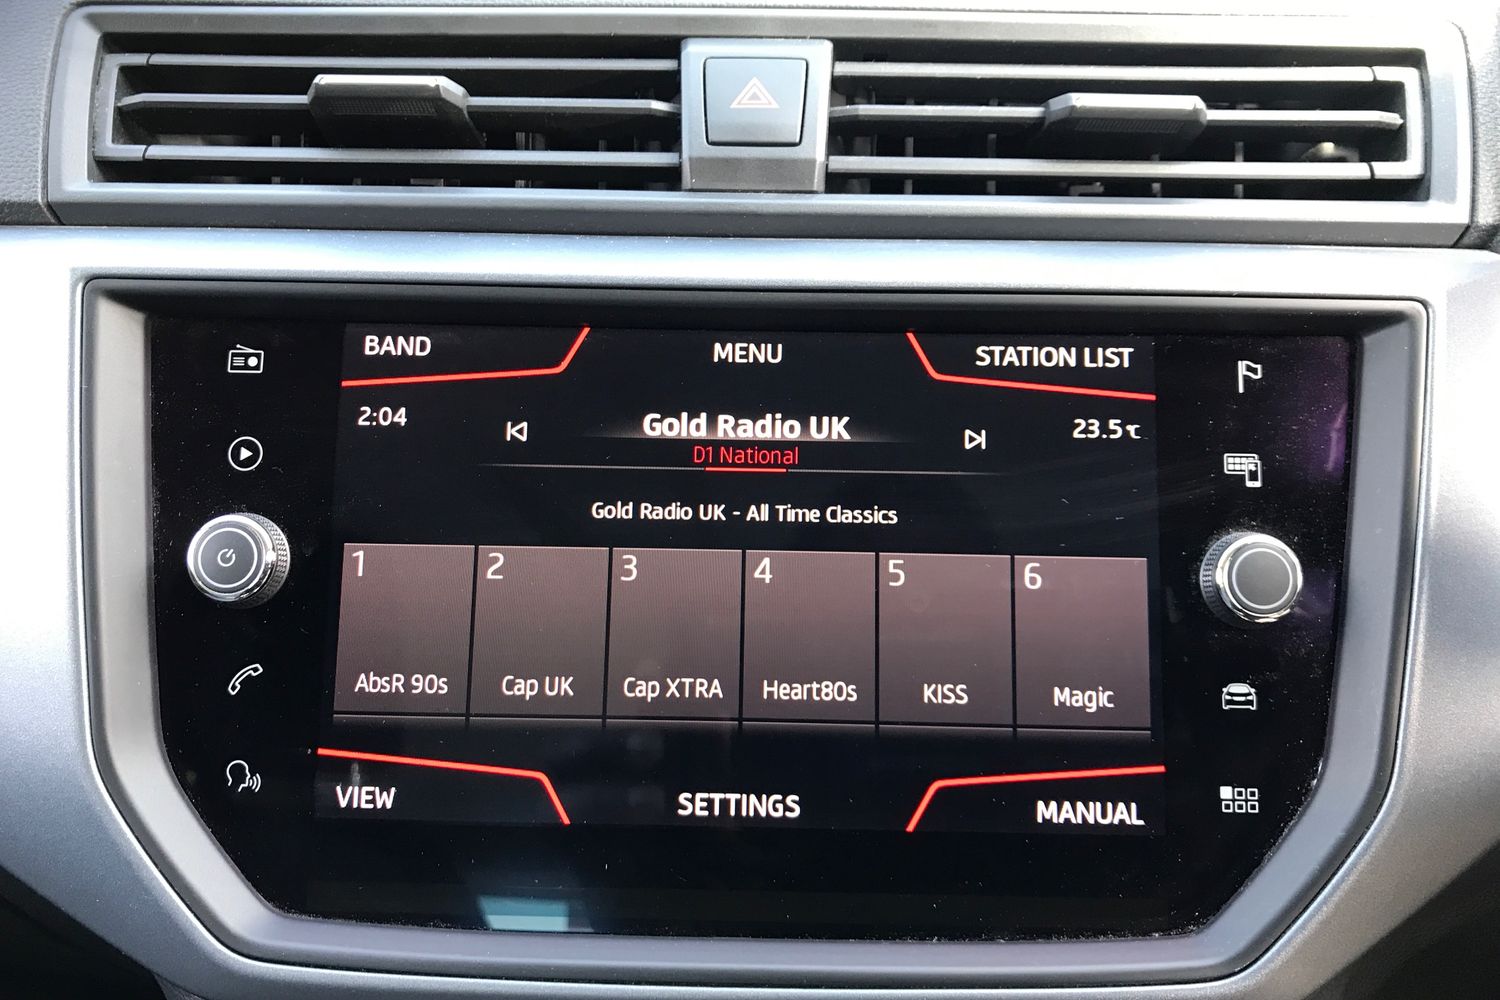 BAND
MENU
STATION LIST
2:04
Gold Radio UK
23.5℃
D1 National
Gold Radio UK - All Time Classics
1
2
3
4
5
6
AbsR 90s
Cap UK
Cap XTRA
Heart80s
KISS
Magic
VIEW
SETTINGS
MANUAL